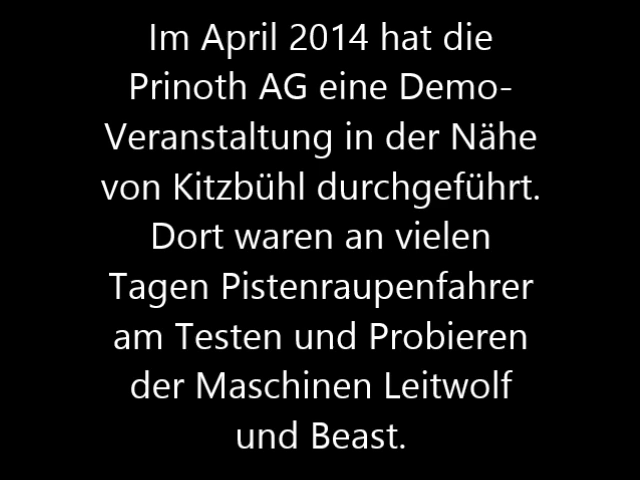 Im April 2014 hat die
Prinoth AG eine Demo-
Veranstaltung in der Nähe
von Kitzbühl durchgeführt.
Dort waren an vielen
Tagen Pistenraupenfahrer
am Testen und Probieren
der Maschinen Leitwolf
und Beast.